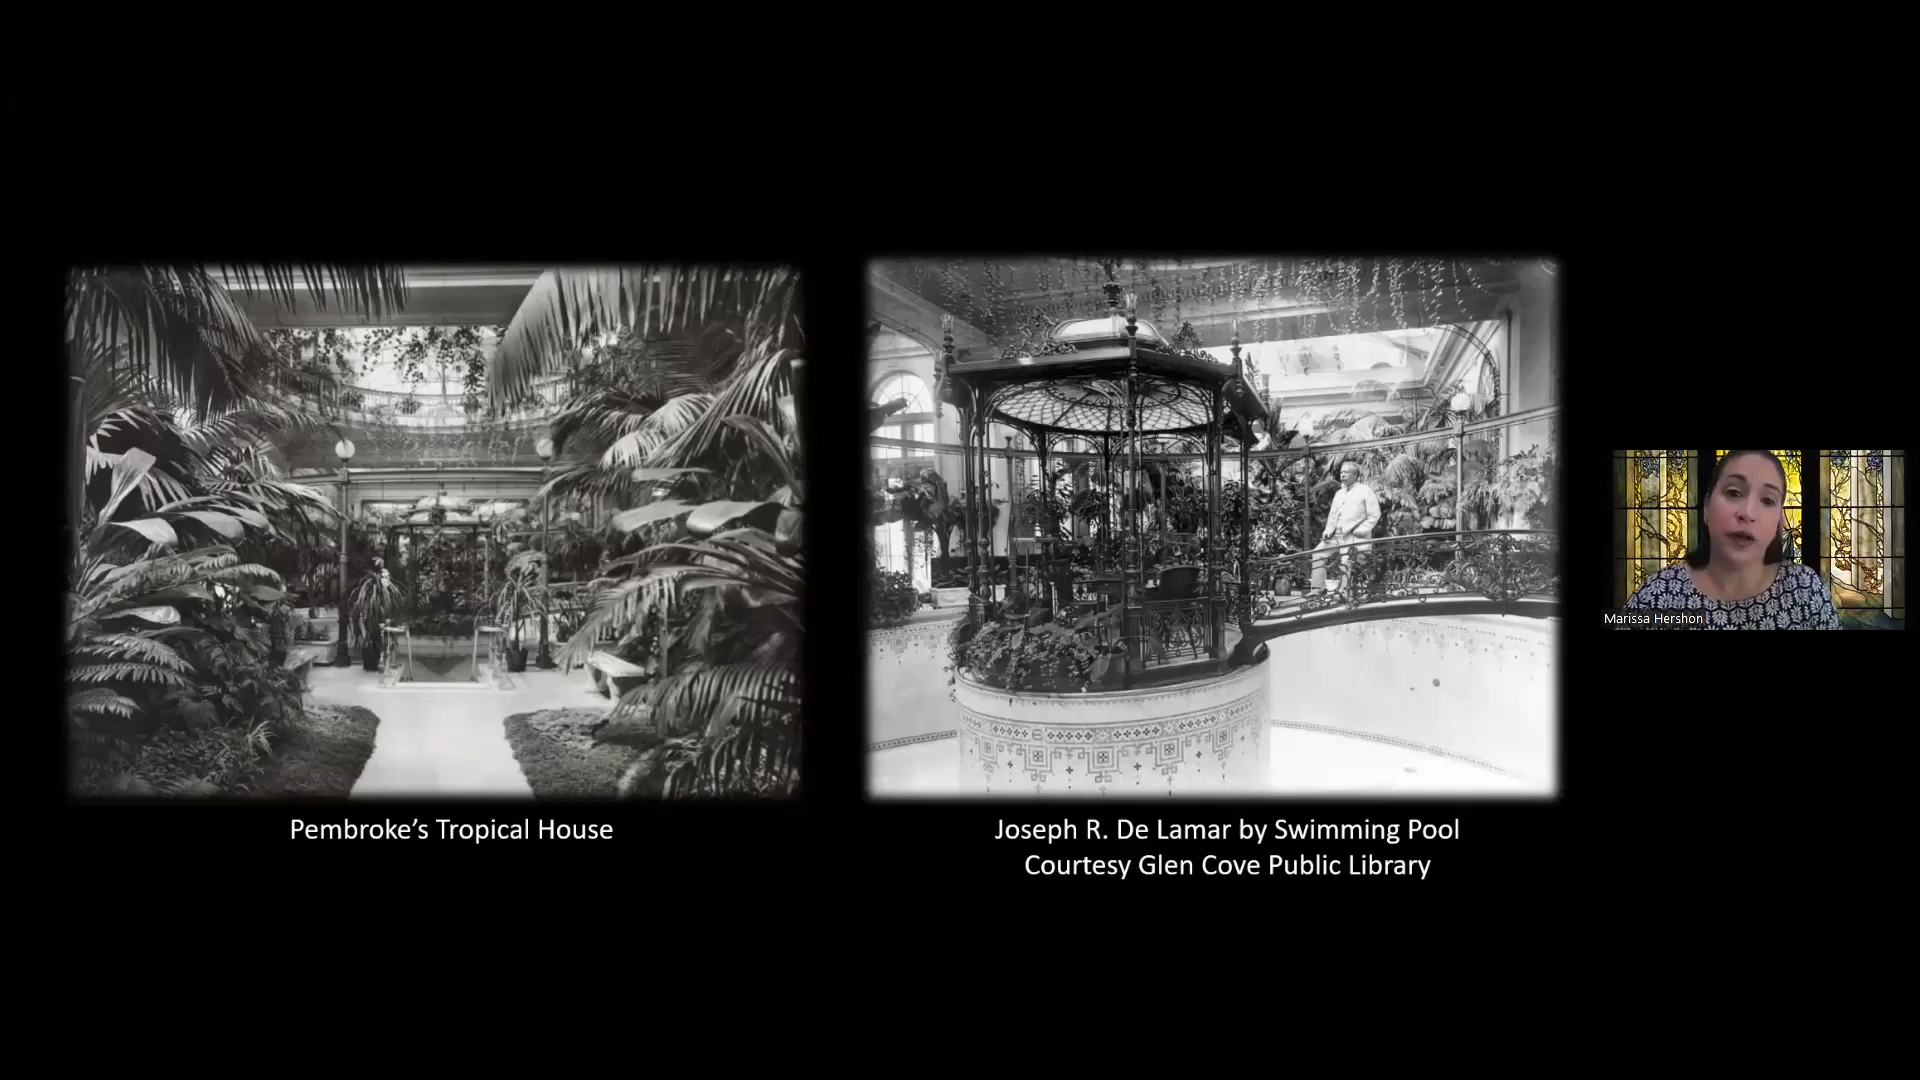 Pembroke’s Tropical House
Joseph R. De Lamar by Swimming Pool
Courtesy Glen Cove Public Library
Marissa Hershon